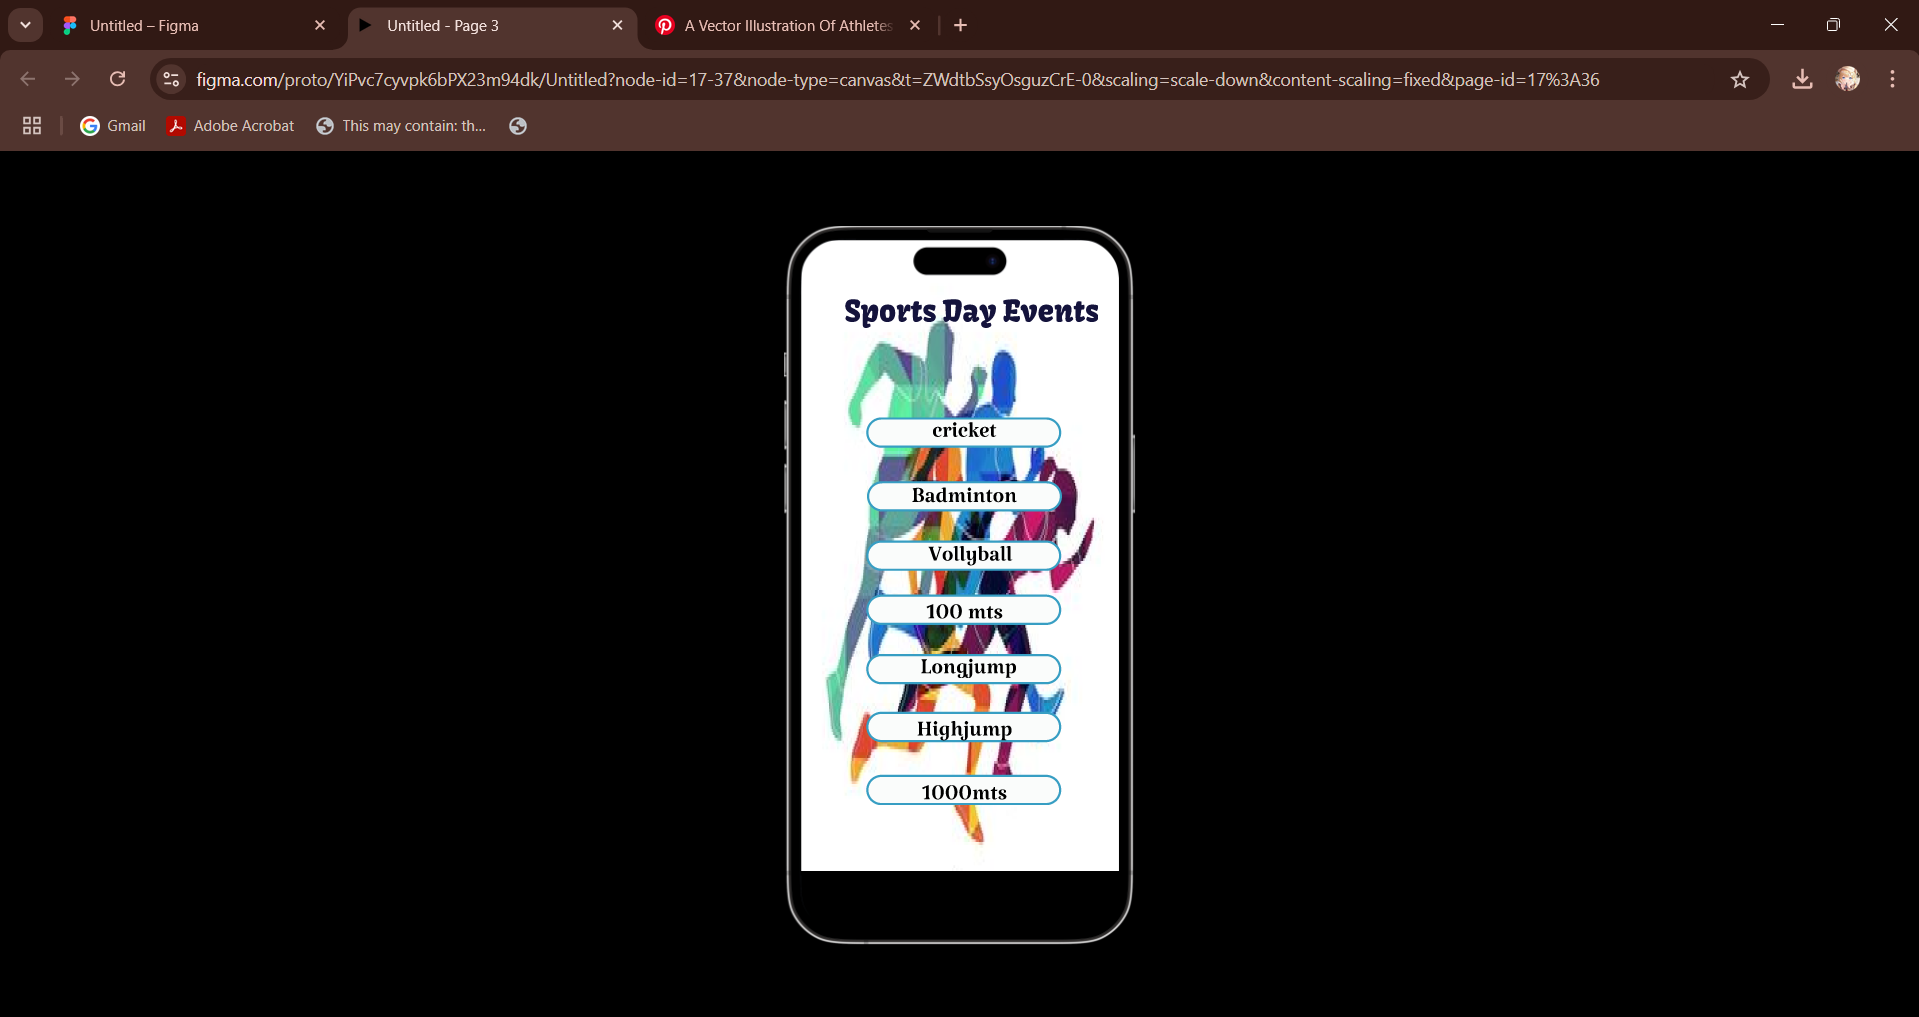 Untitled – Figma
Untitled - Page 3
A Vector Illustration Of Athletes
figma.com/proto/YiPvc7cyvpk6bPX23m94dk/Untitled?node-id=17-37&node-type=canvas&t=ZWdtbSsyOsguzCrE-0&scaling=scale-down&content-scaling=fixed&page-id=17%3A36
Gmail
Adobe Acrobat
This may contain: th...
Sports Day Events
cricket
Badminton
Vollyball
100 mts
Longjump
Highjump
1000mts